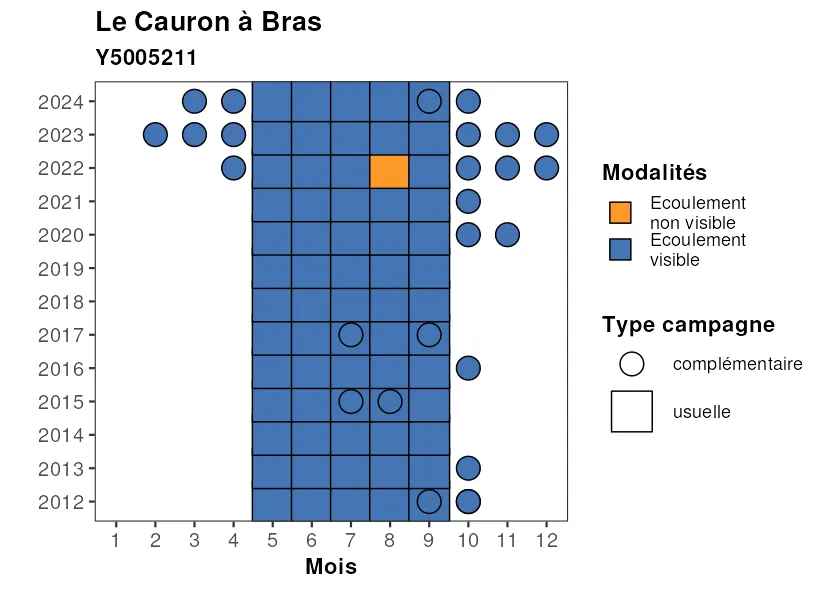 Le Cauron à Bras
Y5005211
2024
2023
2022
2021
2020
2019
2018
2017
2016
2015
2014
2013
2012
1 2 3 4 5 6 7 8 9 10 11 12
Mois
Modalités
Ecoulement
non visible
Ecoulement
visible
Type campagne
complémentaire
usuelle